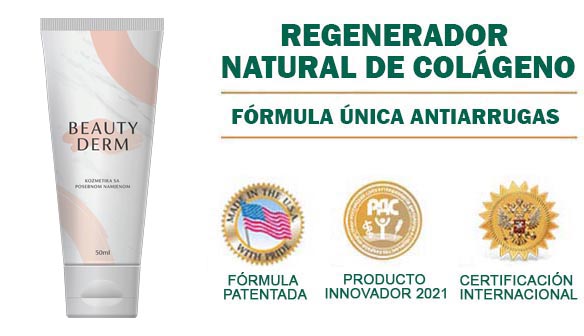 REGENERADOR
NATURAL DE COLÁGENO
FÓRMULA ÚNICA ANTIARRUGAS
BEAUTY
DERM
KOZMETIKA SA
POSEBNOM NAMJENOM
50ml
MADE IN THE USA
WITH PRIDE
РДС
FÓRMULA
PATENTADA
PRODUCTO
INNOVADOR 2021
CERTIFICACIÓN
INTERNACIONAL